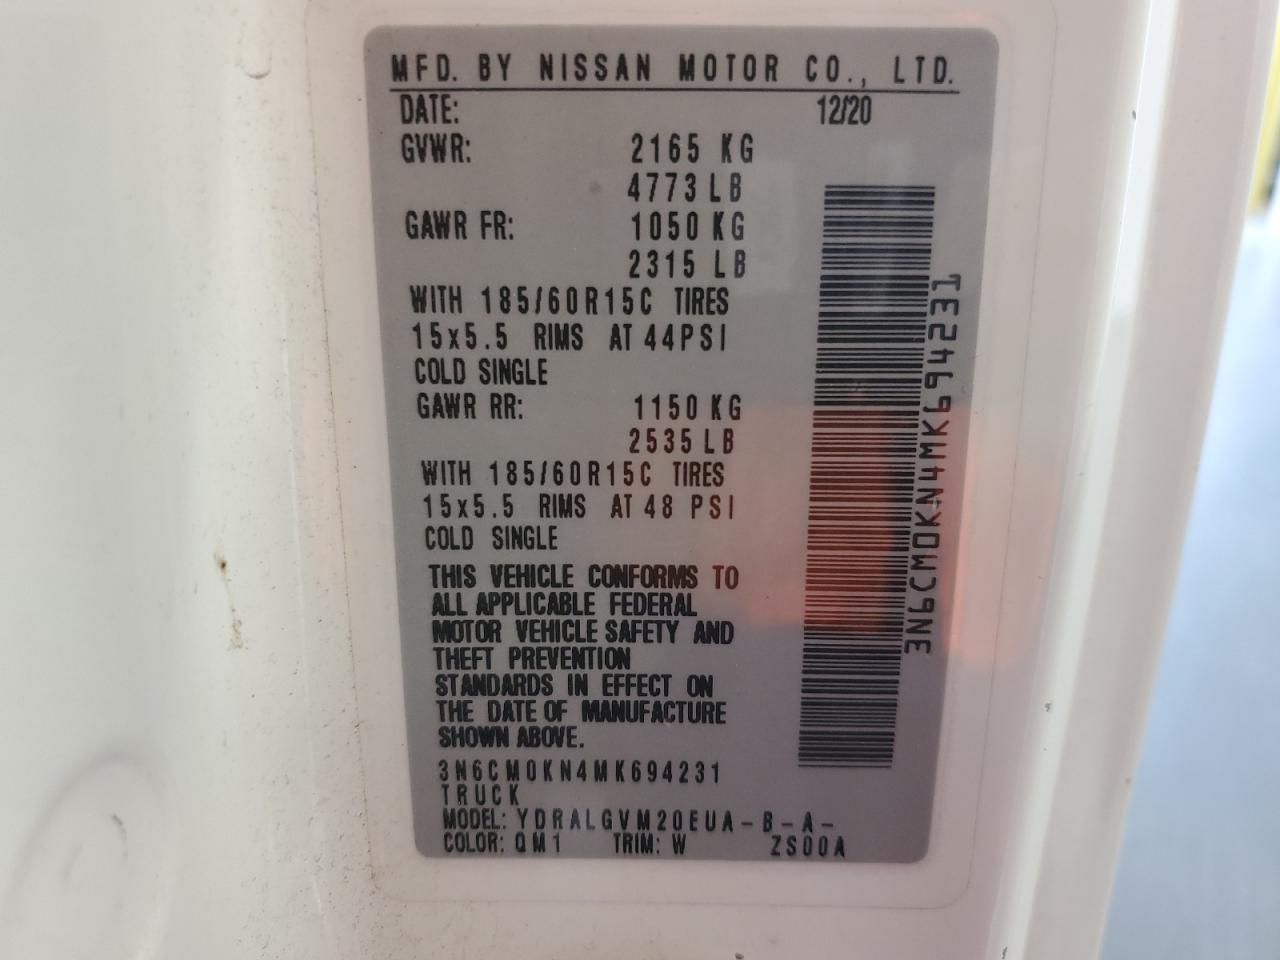 MFD. BY NISSAN MOTOR CO., LTD.
DATE: 12/20
GVWR: 2165 KG
4773 LB
GAWR FR: 1050 KG
2315 LB
WITH 185/60R15C TIRES
15x5.5 RIMS AT 44PSI
COLD SINGLE
GAWR RR: 1150 KG
2535 LB
WITH 185/60R15C TIRES
15x5.5 RIMS AT 48 PSI
COLD SINGLE
THIS VEHICLE CONFORMS TO
ALL APPLICABLE FEDERAL
MOTOR VEHICLE SAFETY AND
THEFT PREVENTION
STANDARDS IN EFFECT ON
THE DATE OF MANUFACTURE
SHOWN ABOVE.
3N6CM0KN4MK694231
TRUCK
MODEL: YDRALGVM20EUA-B-A-
COLOR: QM1 TRIM: W ZS00A
3N6CM0KN4MK694231